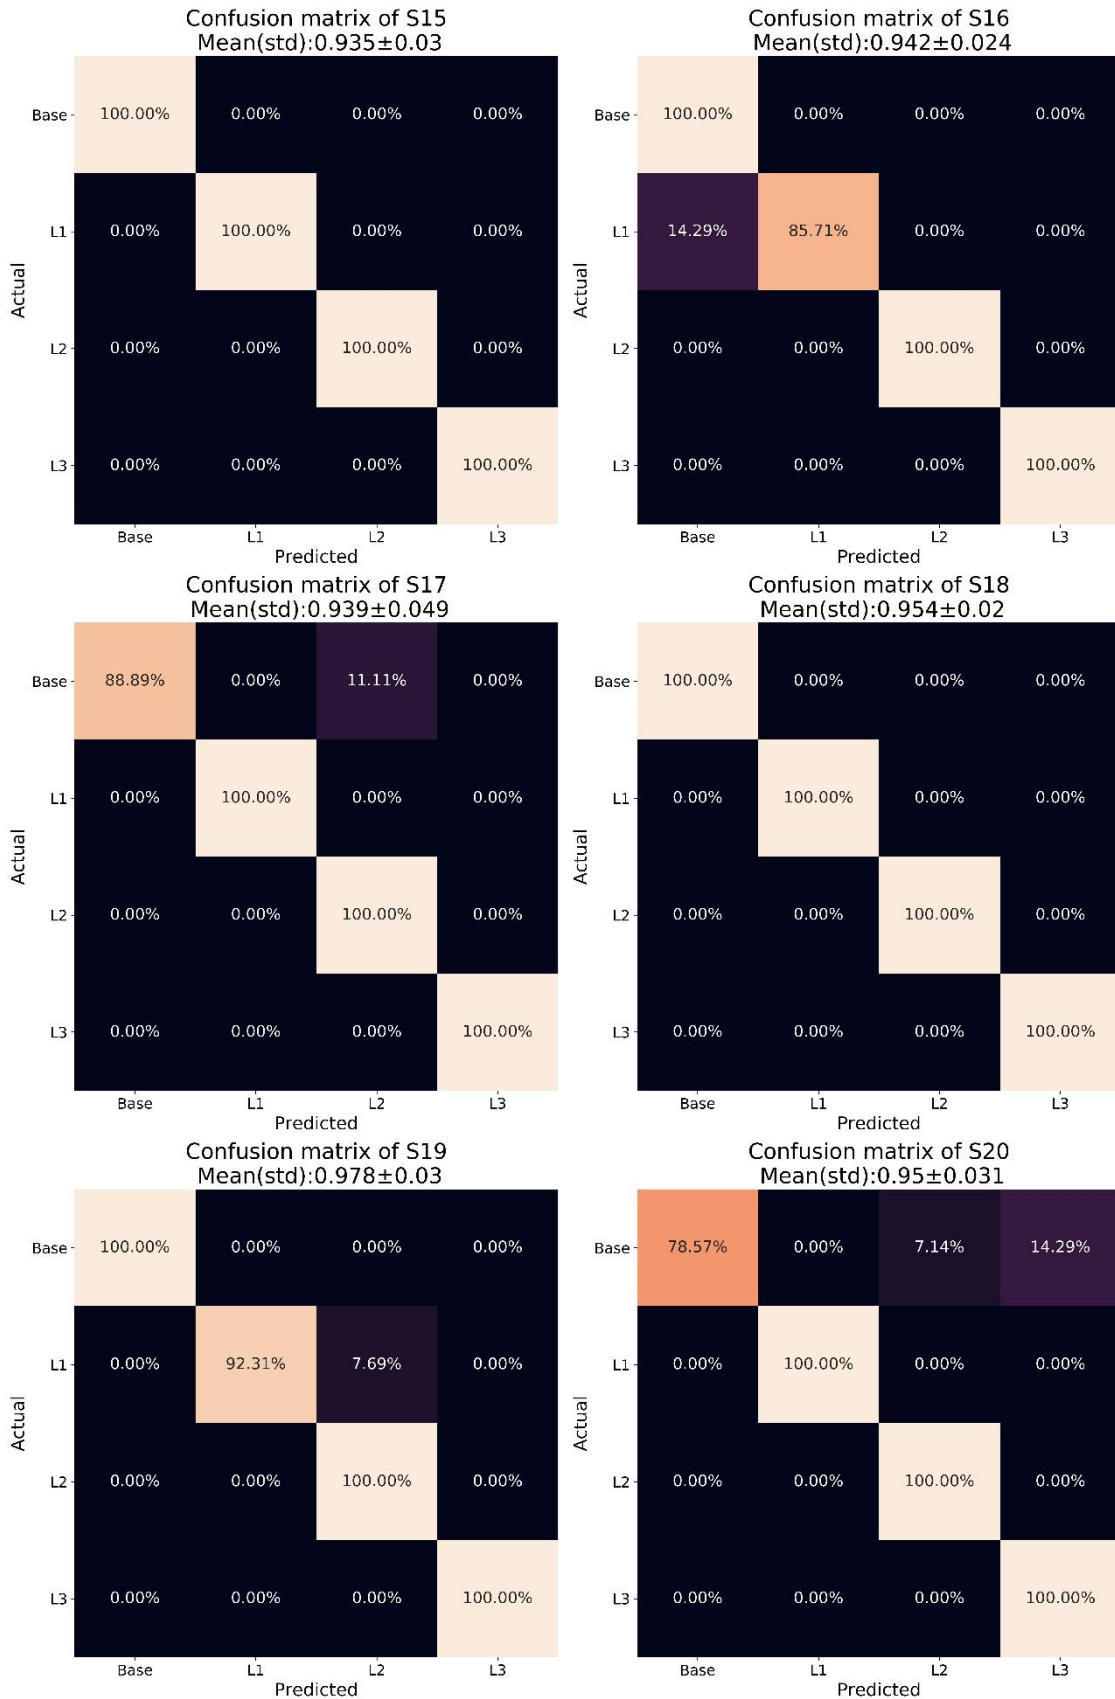 Confusion matrix of S15
Mean(std):0.935±0.03
Base 100.00% 0.00% 0.00% 0.00%
L1 0.00% 100.00% 0.00% 0.00%
L2 0.00% 0.00% 100.00% 0.00%
L3 0.00% 0.00% 0.00% 100.00%
Actual
Base L1 L2 L3
Predicted
Confusion matrix of S16
Mean(std):0.942±0.024
Base 100.00% 0.00% 0.00% 0.00%
L1 14.29% 85.71% 0.00% 0.00%
L2 0.00% 0.00% 100.00% 0.00%
L3 0.00% 0.00% 0.00% 100.00%
Actual
Base L1 L2 L3
Predicted
Confusion matrix of S17
Mean(std):0.939±0.049
Base 88.89% 0.00% 11.11% 0.00%
L1 0.00% 100.00% 0.00% 0.00%
L2 0.00% 0.00% 100.00% 0.00%
L3 0.00% 0.00% 0.00% 100.00%
Actual
Base L1 L2 L3
Predicted
Confusion matrix of S18
Mean(std):0.954±0.02
Base 100.00% 0.00% 0.00% 0.00%
L1 0.00% 100.00% 0.00% 0.00%
L2 0.00% 0.00% 100.00% 0.00%
L3 0.00% 0.00% 0.00% 100.00%
Actual
Base L1 L2 L3
Predicted
Confusion matrix of S19
Mean(std):0.978±0.03
Base 100.00% 0.00% 0.00% 0.00%
L1 0.00% 92.31% 7.69% 0.00%
L2 0.00% 0.00% 100.00% 0.00%
L3 0.00% 0.00% 0.00% 100.00%
Actual
Base L1 L2 L3
Predicted
Confusion matrix of S20
Mean(std):0.95±0.031
Base 78.57% 0.00% 7.14% 14.29%
L1 0.00% 100.00% 0.00% 0.00%
L2 0.00% 0.00% 100.00% 0.00%
L3 0.00% 0.00% 0.00% 100.00%
Actual
Base L1 L2 L3
Predicted